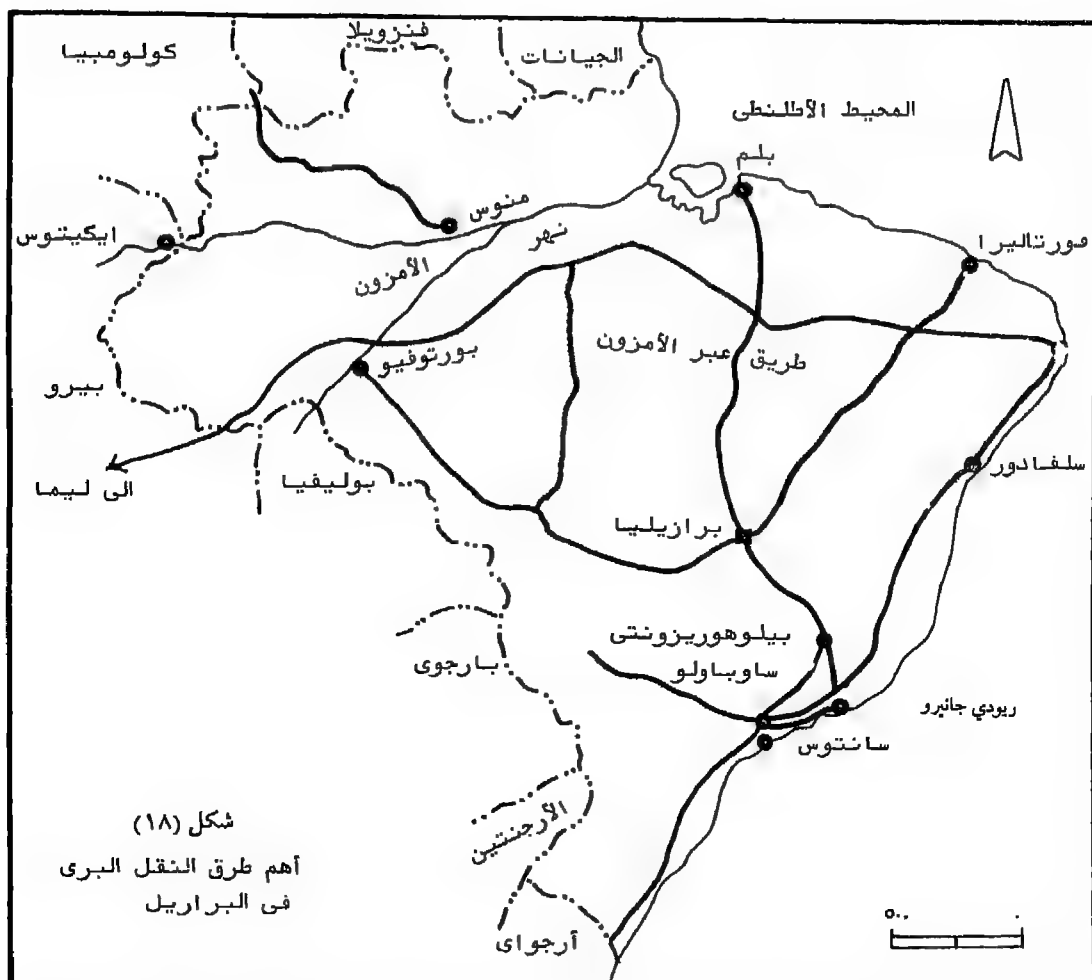 فنزويلا
كولومبيا
الجيانات
المحيط الأطلنطى
بلم
منوس
ايكيتوس
نهر
الأمزون
فورتاليزا
طريق عبر الأمزون
بورتوفيو
بيرو
سلفادور
بوليفيا
الى ليما
برازيليا
بيلوهوريزونتى
ساوباولو
بارجوى
ريودي جانيرو
سانتوس
الأرجنتين
شكل (١٨)
أهم طرق النقل البرى
فى البرازيل
أرجواى
٥٠٠ ٠